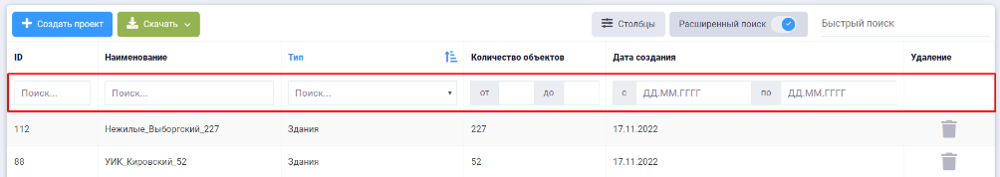 Создать проект Скачать Столбцы Расширенный поиск Быстрый поиск
ID Наименование Тип Количество объектов Дата создания Удаление
Поиск... Поиск... Поиск... от до с ДД.ММ.ГГГГ по ДД.ММ.ГГГГ
112 Нежилые_Выборгский_227 Здания 227 17.11.2022
88 УИК_Кировский_52 Здания 52 17.11.2022